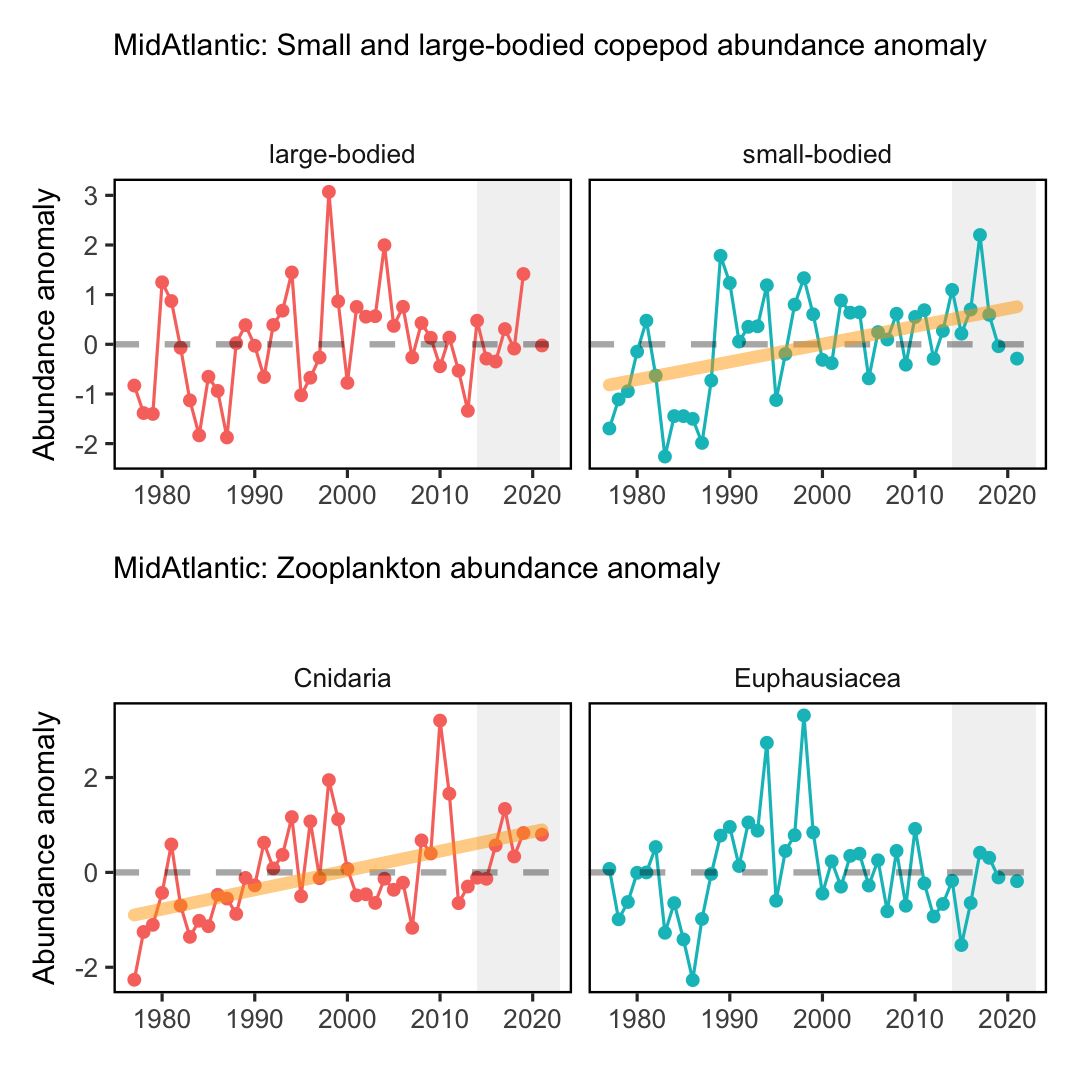 MidAtlantic: Small and large-bodied copepod abundance anomaly
large-bodied
small-bodied
Abundance anomaly
3
2
1
0
-1
-2
1980 1990 2000 2010 2020
1980 1990 2000 2010 2020
MidAtlantic: Zooplankton abundance anomaly
Cnidaria
Euphausiacea
Abundance anomaly
2
0
-2
1980 1990 2000 2010 2020
1980 1990 2000 2010 2020